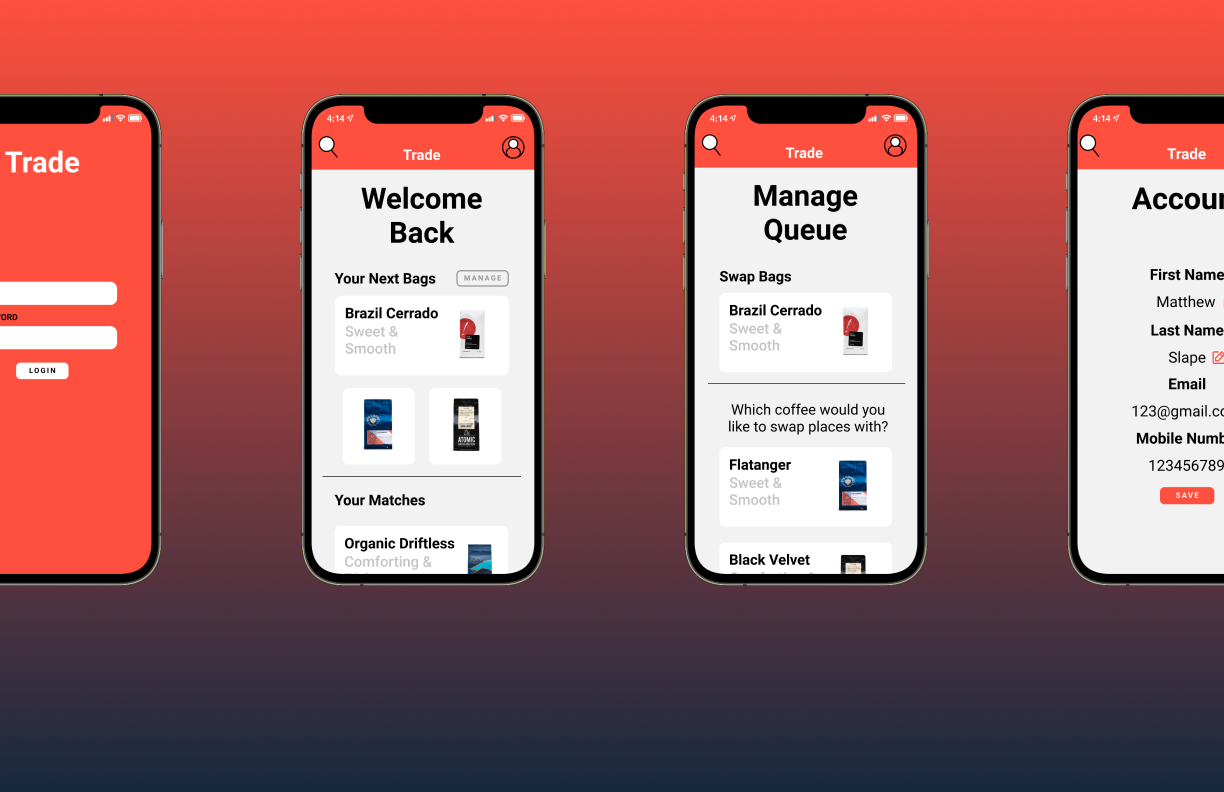 Trade
WORD
LOGIN
4:14
Trade
Welcome
Back
Your Next Bags
MANAGE
Brazil Cerrado
Sweet &
Smooth
ATOMIC
Your Matches
Organic Driftless
Comforting &
4:14
Trade
Manage
Queue
Swap Bags
Brazil Cerrado
Sweet &
Smooth
Which coffee would you
like to swap places with?
Flatanger
Sweet &
Smooth
Black Velvet
4:14
Trade
Accoun
First Name
Matthew
Last Name
Slape
Email
123@gmail.co
Mobile Numb
123456789
SAVE